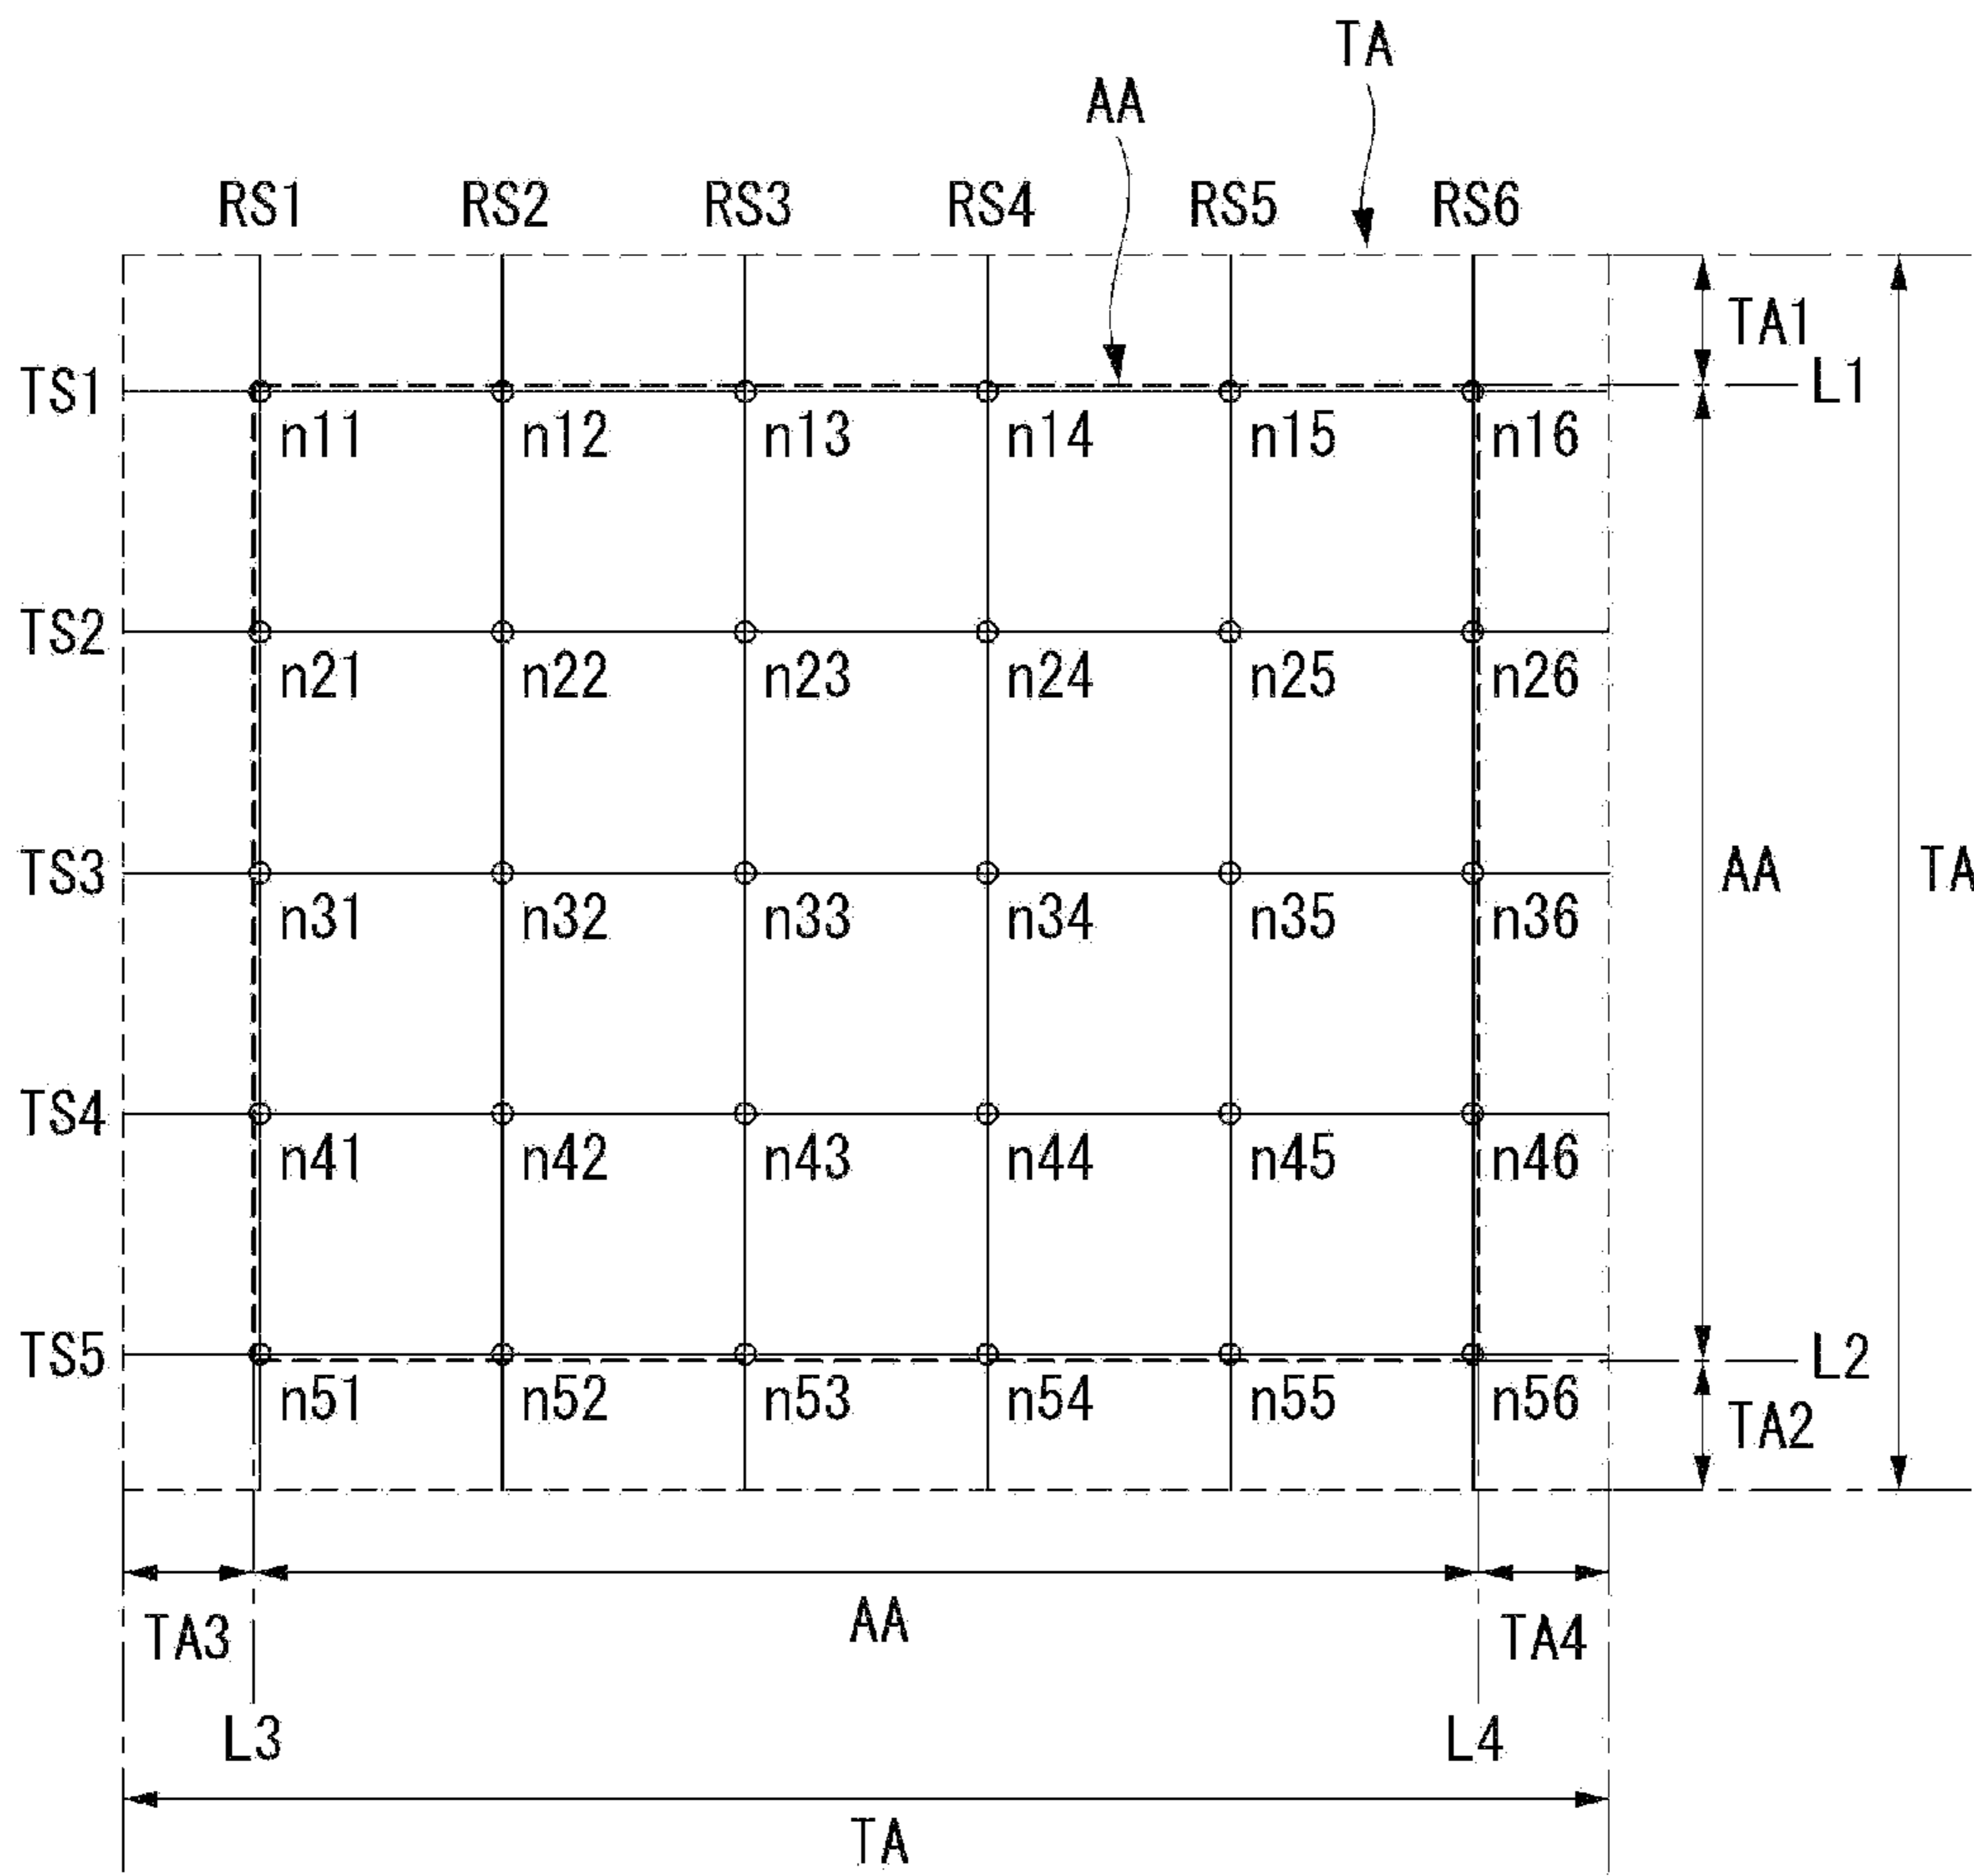 TA
AA
RS1 RS2 RS3 RS4 RS5 RS6
TA1
TS1 L1
n11 n12 n13 n14 n15 n16
TS2
n21 n22 n23 n24 n25 n26
TS3 AA TA
n31 n32 n33 n34 n35 n36
TS4
n41 n42 n43 n44 n45 n46
TS5 L2
n51 n52 n53 n54 n55 n56 TA2
TA3 AA TA4
L3 L4
TA